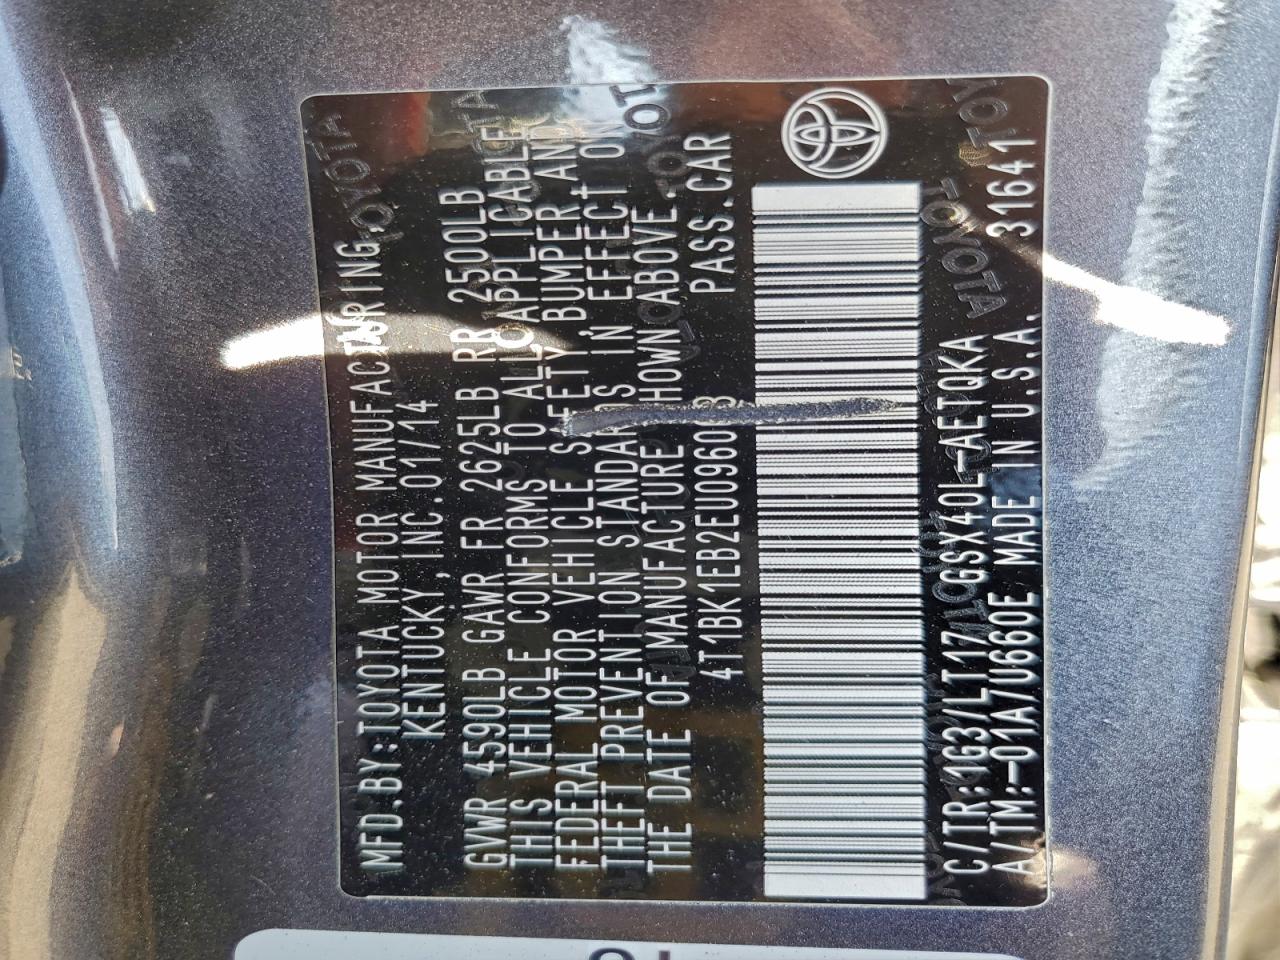 MFD.BY:TOYOTA MOTOR MANUFACTURING,
KENTUCKY,INC.01/14
GVWR 4590LB GAWR FR 2625LB RR 2500LB
THIS VEHICLE CONFORMS TO ALL APPLICABLE
FEDERAL MOTOR VEHICLE SAFETY,BUMPER,AND
THEFT PREVENTION STANDARDS IN EFFECT ON
THE DATE OF MANUFACTURE SHOWN ABOVE.
4T1BK1EB2EU096003 PASS.CAR
C/TR:1G3/LT17 GSX40L-AETQKA
A/TM:-01A/U660E MADE IN U.S.A. 31641